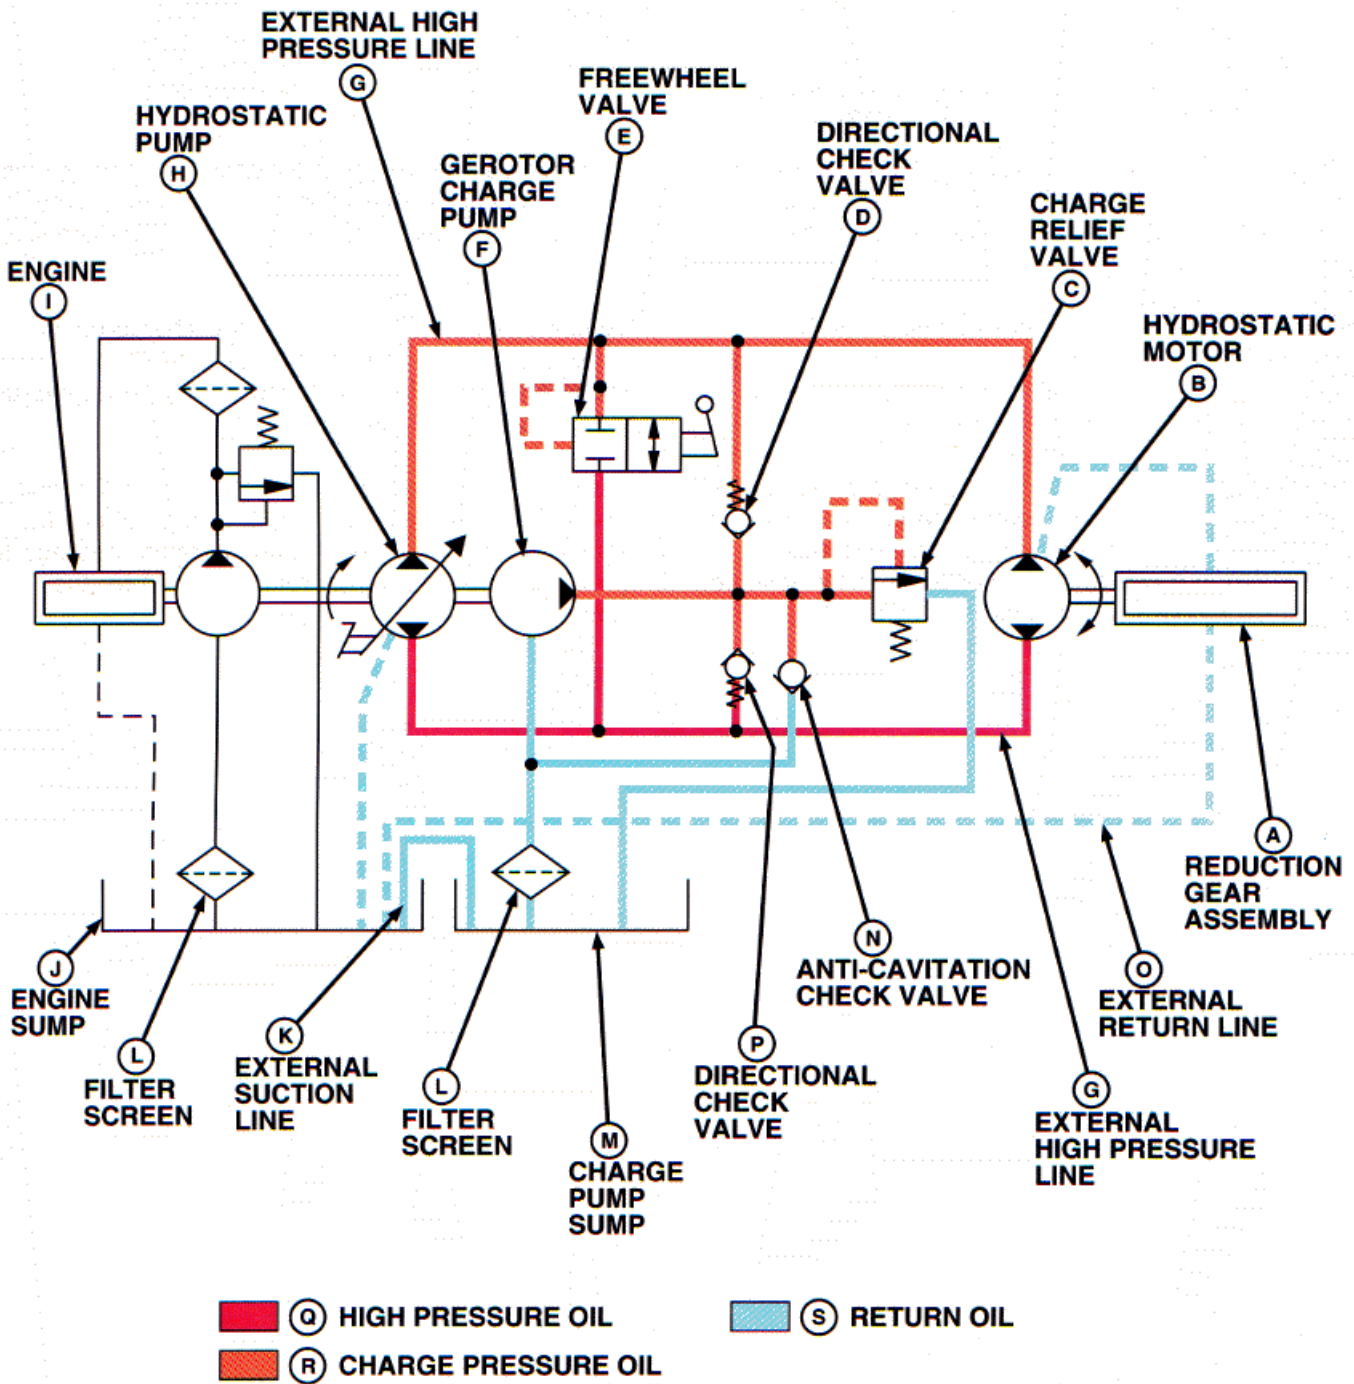 EXTERNAL HIGH
PRESSURE LINE
G
FREEWHEEL
VALVE
E
HYDROSTATIC
PUMP
H
GEROTOR
CHARGE
PUMP
F
DIRECTIONAL
CHECK
VALVE
D
CHARGE
RELIEF
VALVE
C
ENGINE
I
HYDROSTATIC
MOTOR
B
A
REDUCTION
GEAR
ASSEMBLY
J
ENGINE
SUMP
L
FILTER
SCREEN
K
EXTERNAL
SUCTION
LINE
L
FILTER
SCREEN
M
CHARGE
PUMP
SUMP
P
DIRECTIONAL
CHECK
VALVE
N
ANTI-CAVITATION
CHECK VALVE
O
EXTERNAL
RETURN LINE
G
EXTERNAL
HIGH PRESSURE
LINE
Q HIGH PRESSURE OIL
S RETURN OIL
R CHARGE PRESSURE OIL